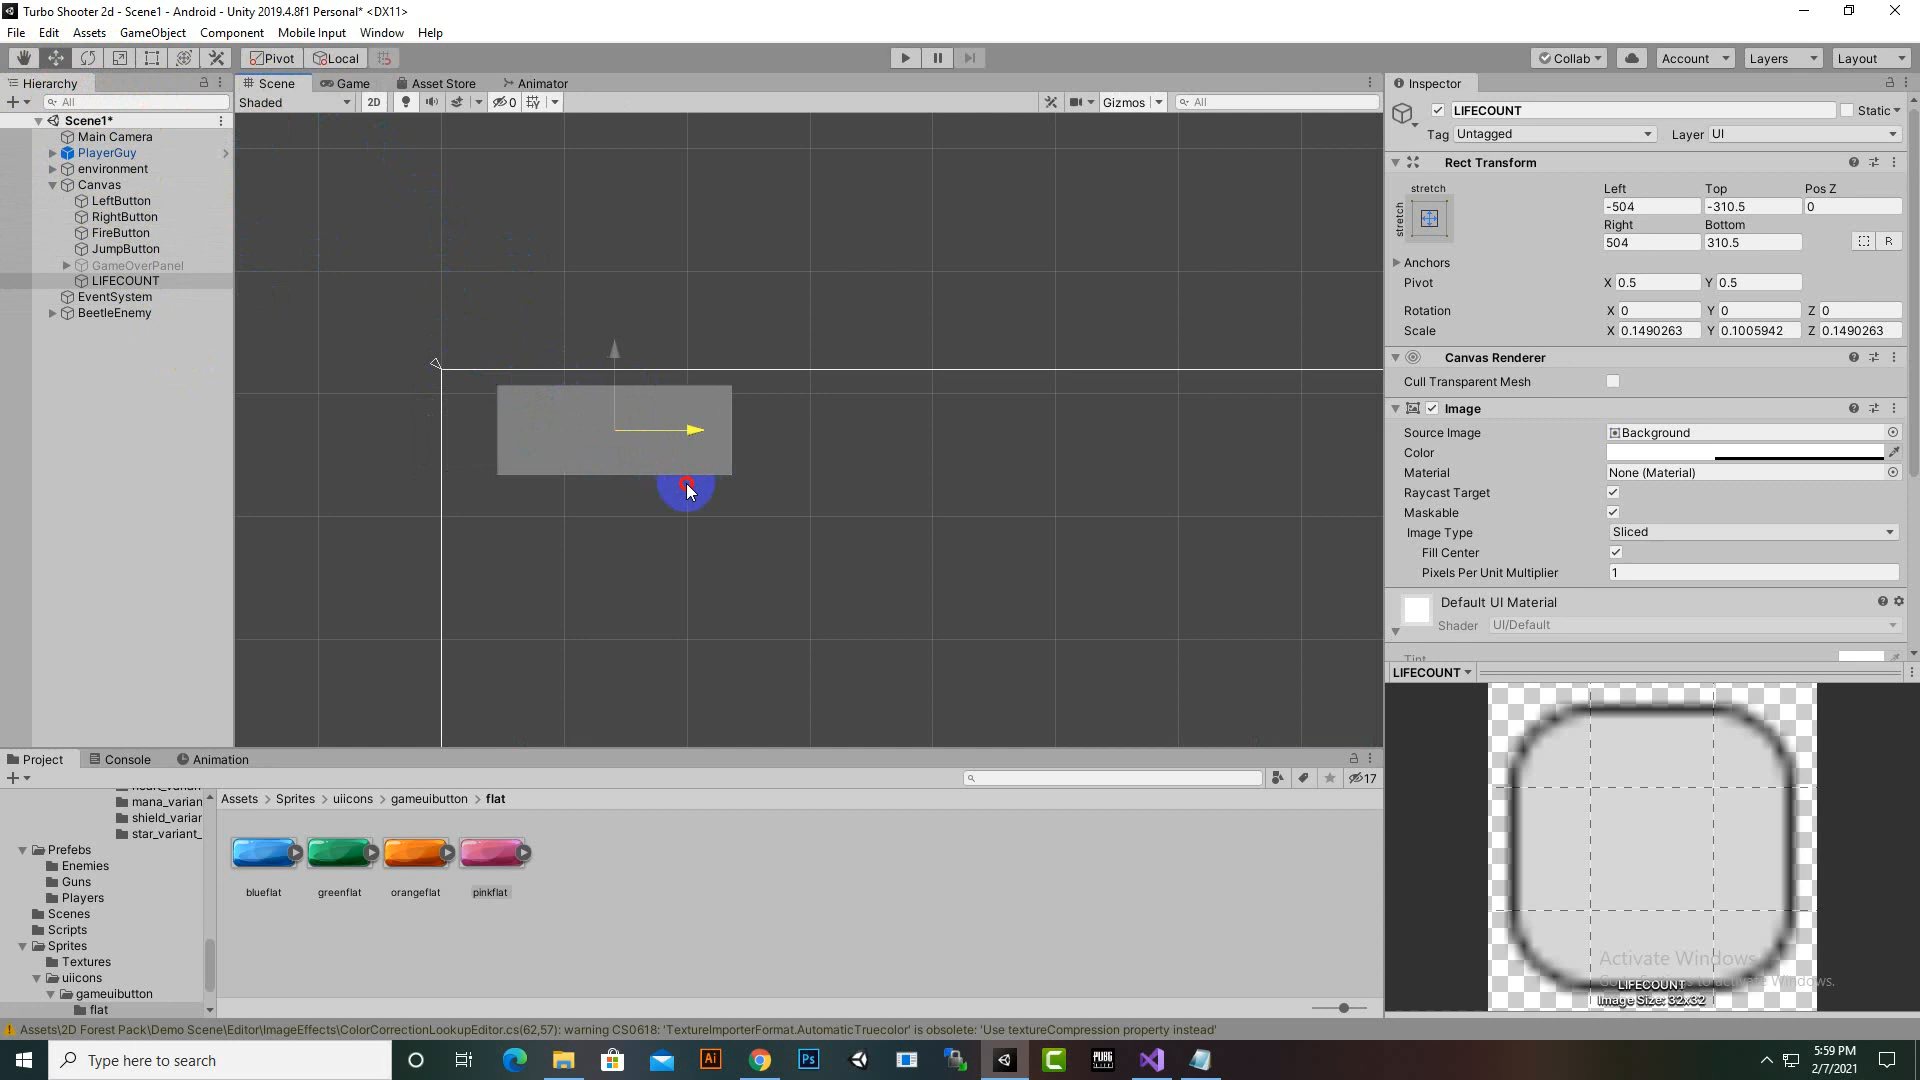 Turbo Shooter 2d - Scene1 - Android - Unity 2019.4.8f1 Personal* <DX11>
File Edit Assets GameObject Component Mobile Input Window Help
Pivot Local Collab Account Layers Layout
Hierarchy Scene Game Asset Store Animator Inspector
All Shaded 2D 0 Gizmos All LIFECOUNT Static
Scene1*
Main Camera
PlayerGuy
environment
Canvas
LeftButton
RightButton
FireButton
JumpButton
GameOverPanel
LIFECOUNT
EventSystem
BeetleEnemy
Tag Untagged Layer UI
Rect Transform
stretch Left Top Pos Z
stretch -504 -310.5 0
Right Bottom
504 310.5 R
Anchors
Pivot X 0.5 Y 0.5
Rotation X 0 Y 0 Z 0
Scale X 0.1490263 Y 0.1005942 Z 0.1490263
Canvas Renderer
Cull Transparent Mesh
Image
Source Image Background
Color
Material None (Material)
Raycast Target
Maskable
Image Type Sliced
Fill Center
Pixels Per Unit Multiplier 1
Default UI Material
Shader UI/Default
Tint
LIFECOUNT
Project Console Animation
17
mana_varian
shield_variar
star_variant_
Prefebs
Enemies
Guns
Players
Scenes
Scripts
Sprites
Textures
uiicons
gameuibutton
flat
Assets > Sprites > uiicons > gameuibutton > flat
blueflat greenflat orangeflat pinkflat
Activate Windows
LIFECOUNT
Image Size: 32x32
Assets\2D Forest Pack\Demo Scene\Editor\ImageEffects\ColorCorrectionLookupEditor.cs(62,57): warning CS0618: 'TextureImporterFormat.AutomaticTruecolor' is obsolete: 'Use textureCompression property instead'
Type here to search
Ai Ps PUBG
5:59 PM
2/7/2021